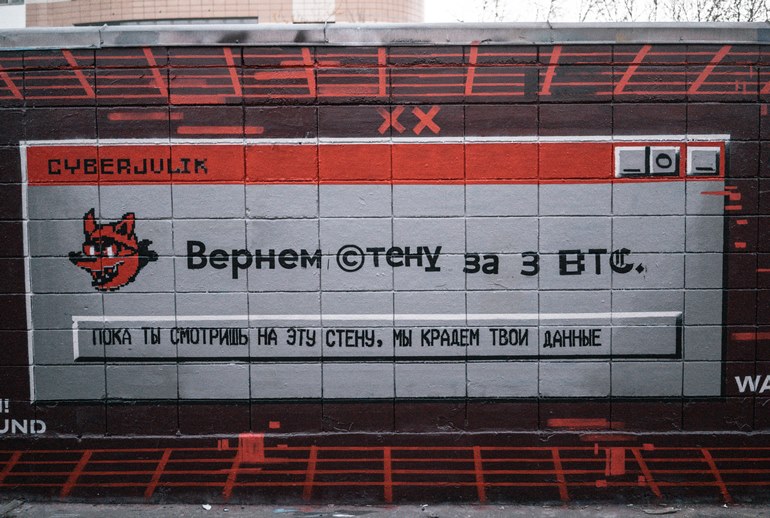 CYBERJULIK
Вернем ©тену за 3 BTC.
ПОКА ТЫ СМОТРИШЬ НА ЭТУ СТЕНУ, МЫ КРАДЕМ ТВОИ ДАННЫЕ